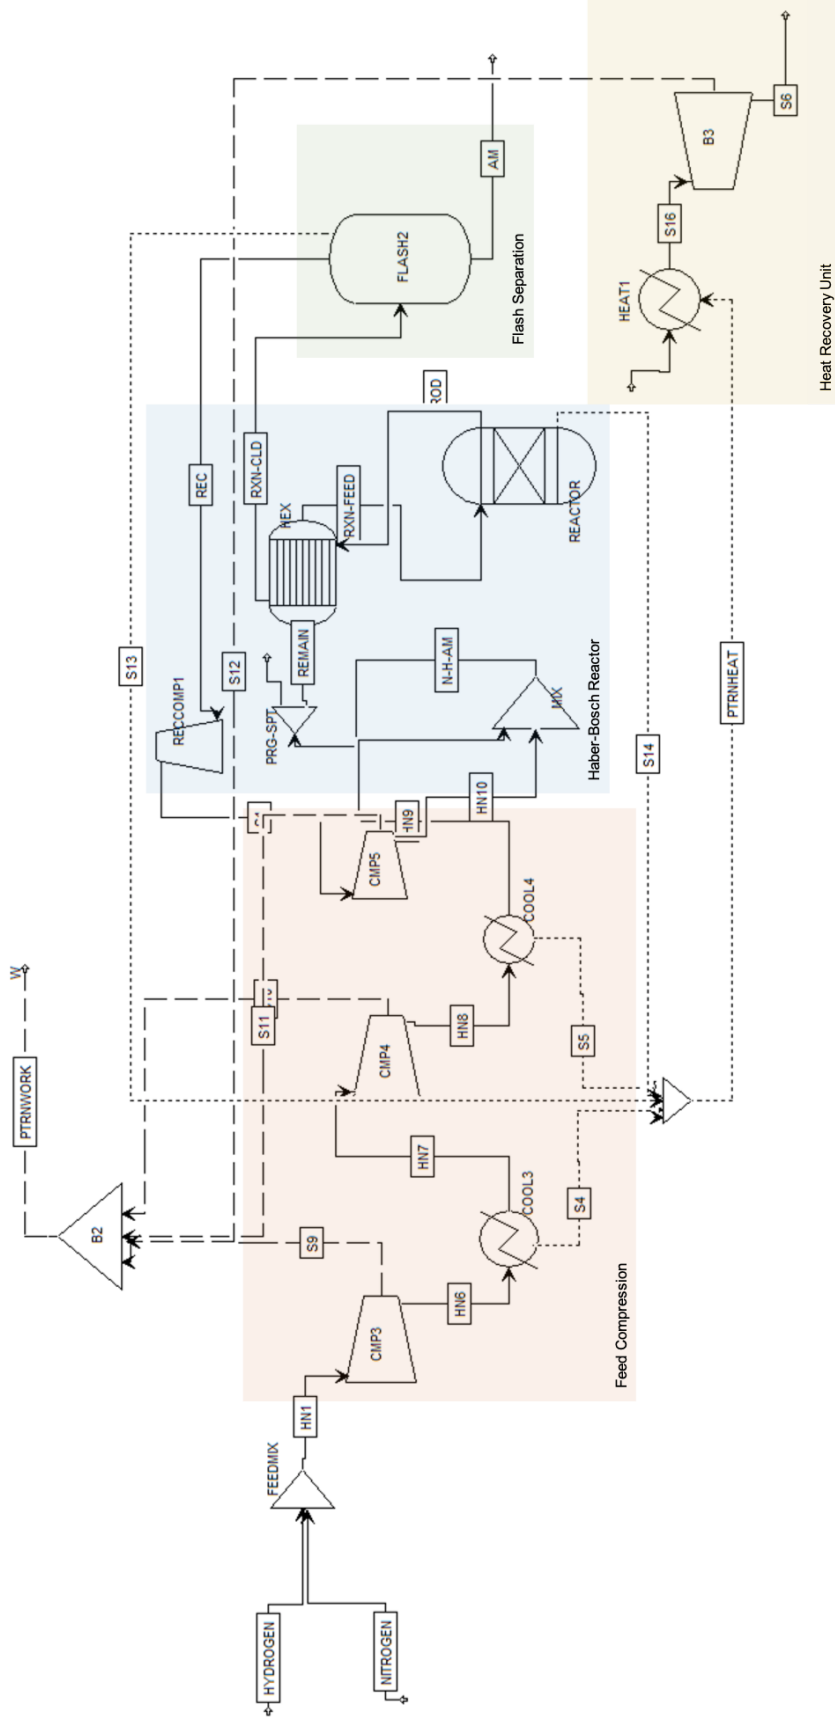 HYDROGEN
NITROGEN
FEEDMIX
HN1
CMP3
HN6
COOL3
S4
S9
B2
PTRNWORK
W
HN7
CMP4
HN8
COOL4
S5
S11
CMP5
HN9
HN10
Feed Compression
RECCOMP1
REC
S13
S12
PRG-SPT
REMAIN
HEX
RXN-FEED
RXN-CLD
N-H-AM
MIX
REACTOR
ROD
Haber-Bosch Reactor
S14
PTRNHEAT
FLASH2
AM
Flash Separation
HEAT1
S16
B3
S6
Heat Recovery Unit